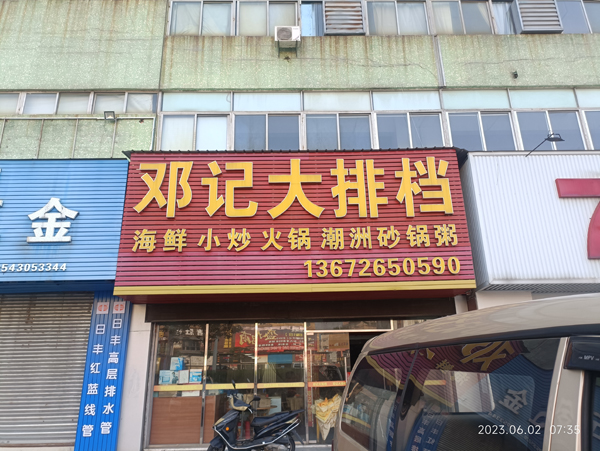 邓记大排档
海鲜 小炒 火锅 潮洲砂锅粥
13672650590
金
543053344
日丰红蓝线管
日丰高层排水管
7
2023.06.02 07:35